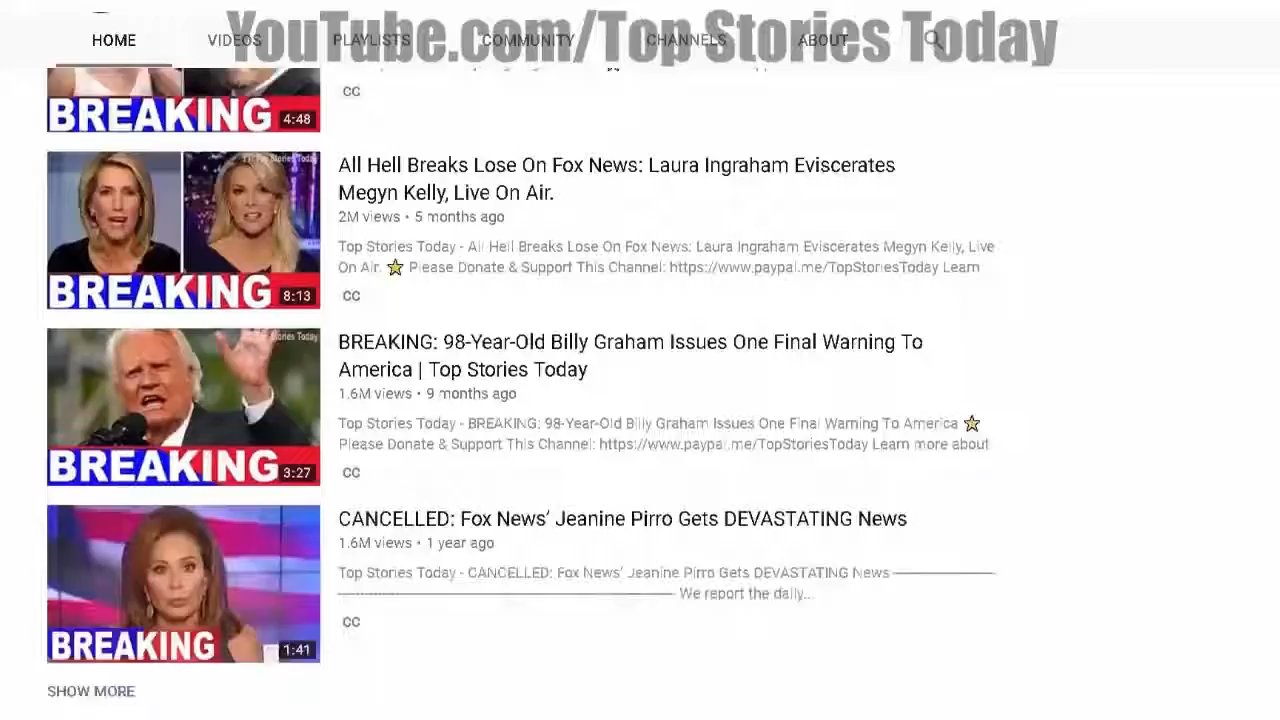 YouTube.com/Top Stories Today
HOME VIDEOS PLAYLISTS COMMUNITY CHANNELS ABOUT
CC
BREAKING
4:48
Top Stories Today
All Hell Breaks Lose On Fox News: Laura Ingraham Eviscerates
Megyn Kelly, Live On Air.
2M views • 5 months ago
Top Stories Today - All Hell Breaks Lose On Fox News: Laura Ingraham Eviscerates Megyn Kelly, Live
On Air. ⭐ Please Donate & Support This Channel: https://www.paypal.me/TopStoriesToday Learn
CC
BREAKING
8:13
Stories Today
BREAKING: 98-Year-Old Billy Graham Issues One Final Warning To
America | Top Stories Today
1.6M views • 9 months ago
Top Stories Today - BREAKING: 98-Year-Old Billy Graham Issues One Final Warning To America ⭐
Please Donate & Support This Channel: https://www.paypal.me/TopStoriesToday Learn more about
CC
BREAKING
3:27
CANCELLED: Fox News’ Jeanine Pirro Gets DEVASTATING News
1.6M views • 1 year ago
Top Stories Today - CANCELLED: Fox News’ Jeanine Pirro Gets DEVASTATING News
We report the daily...
CC
BREAKING
1:41
SHOW MORE